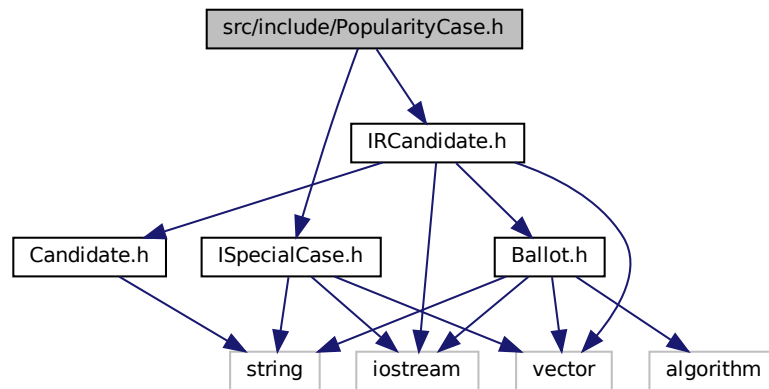 src/include/PopularityCase.h
IRCandidate.h
Candidate.h
ISpecialCase.h
Ballot.h
string
iostream
vector
algorithm